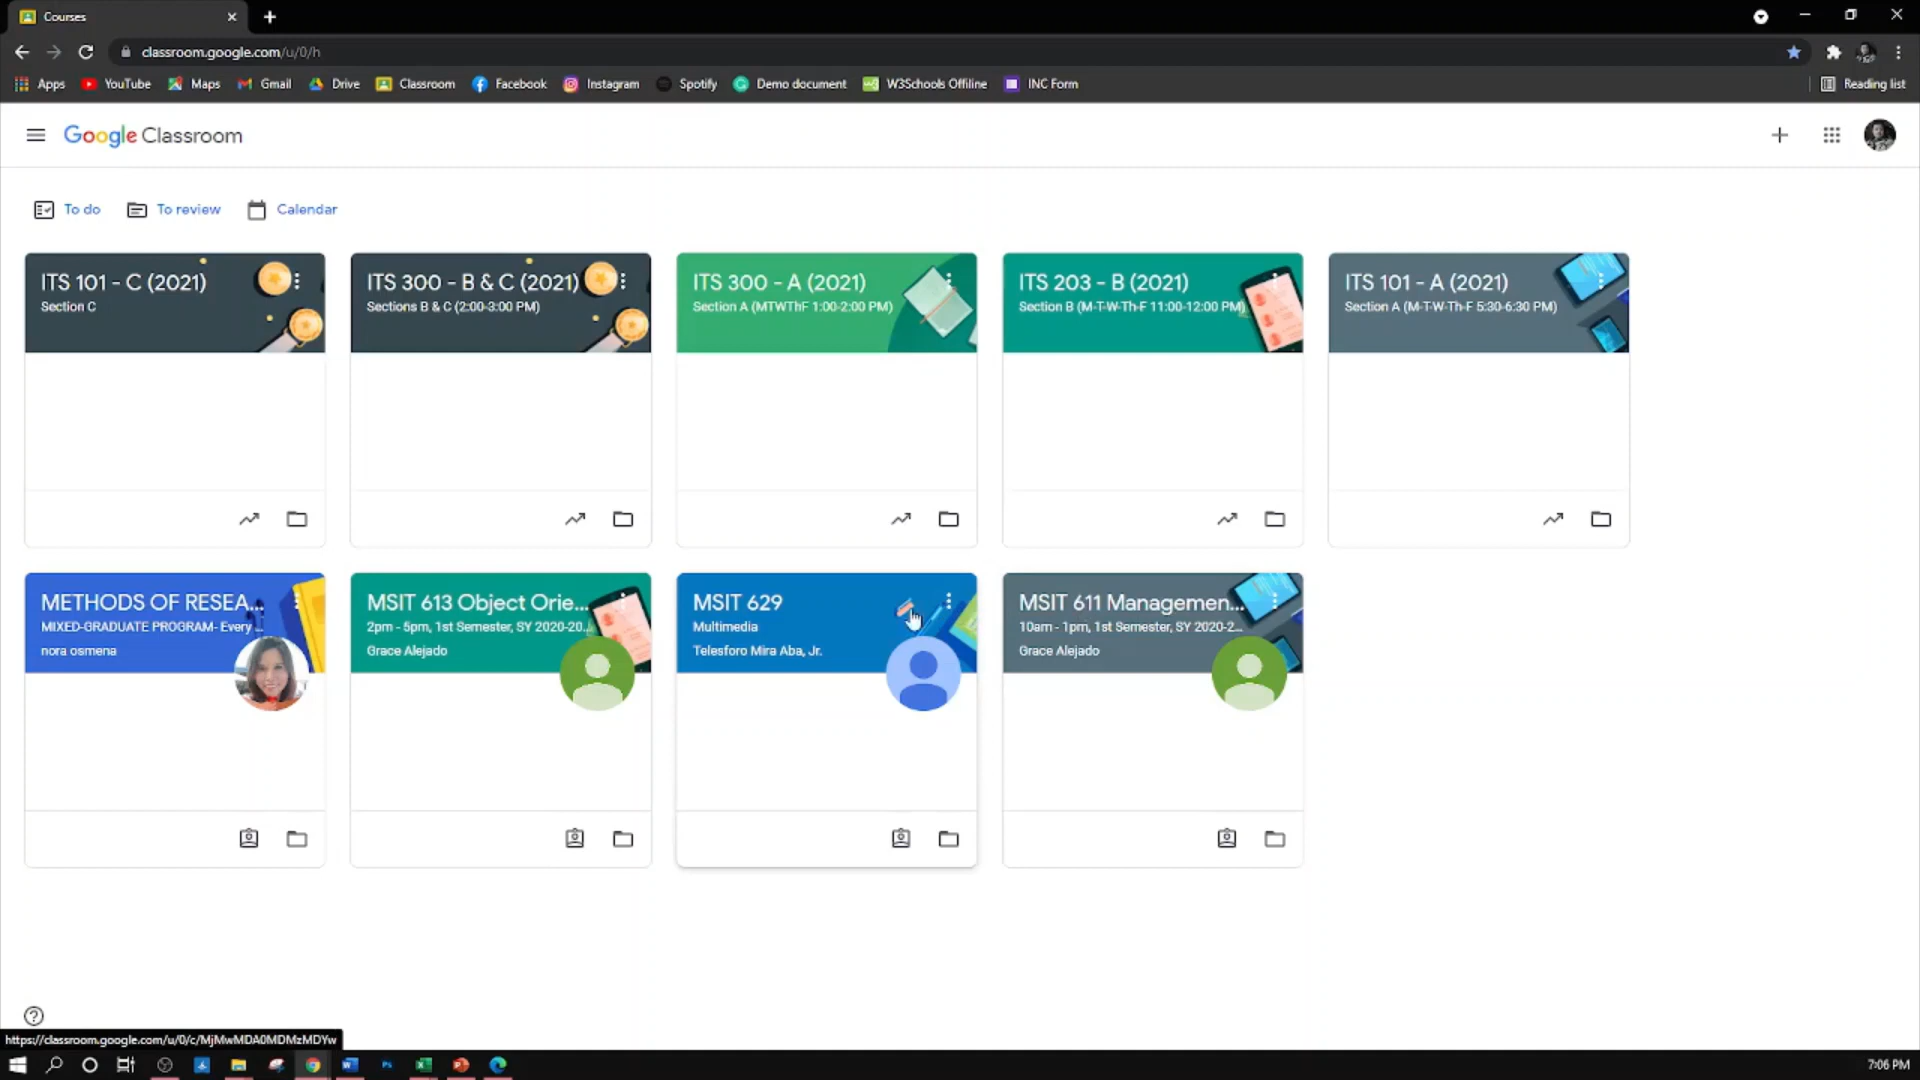 Courses
classroom.google.com/u/0/h
Apps YouTube Maps Gmail Drive Classroom Facebook Instagram Spotify Demo document W3Schools Offiline INC Form Reading list
Google Classroom
To do To review Calendar
ITS 101 - C (2021)
Section C
ITS 300 - B & C (2021)
Sections B & C (2:00-3:00 PM)
ITS 300 - A (2021)
Section A (MTWThF 1:00-2:00 PM)
ITS 203 - B (2021)
Section B (M-T-W-Th-F 11:00-12:00 PM)
ITS 101 - A (2021)
Section A (M-T-W-Th-F 5:30-6:30 PM)
METHODS OF RESEA...
MIXED-GRADUATE PROGRAM- Every ...
nora osmena
MSIT 613 Object Orie...
2pm - 5pm, 1st Semester, SY 2020-20...
Grace Alejado
MSIT 629
Multimedia
Telesforo Mira Aba, Jr.
MSIT 611 Managemen...
10am - 1pm, 1st Semester, SY 2020-2...
Grace Alejado
https://classroom.google.com/u/0/c/MjMwMDA0MDMzMDYw
7:06 PM